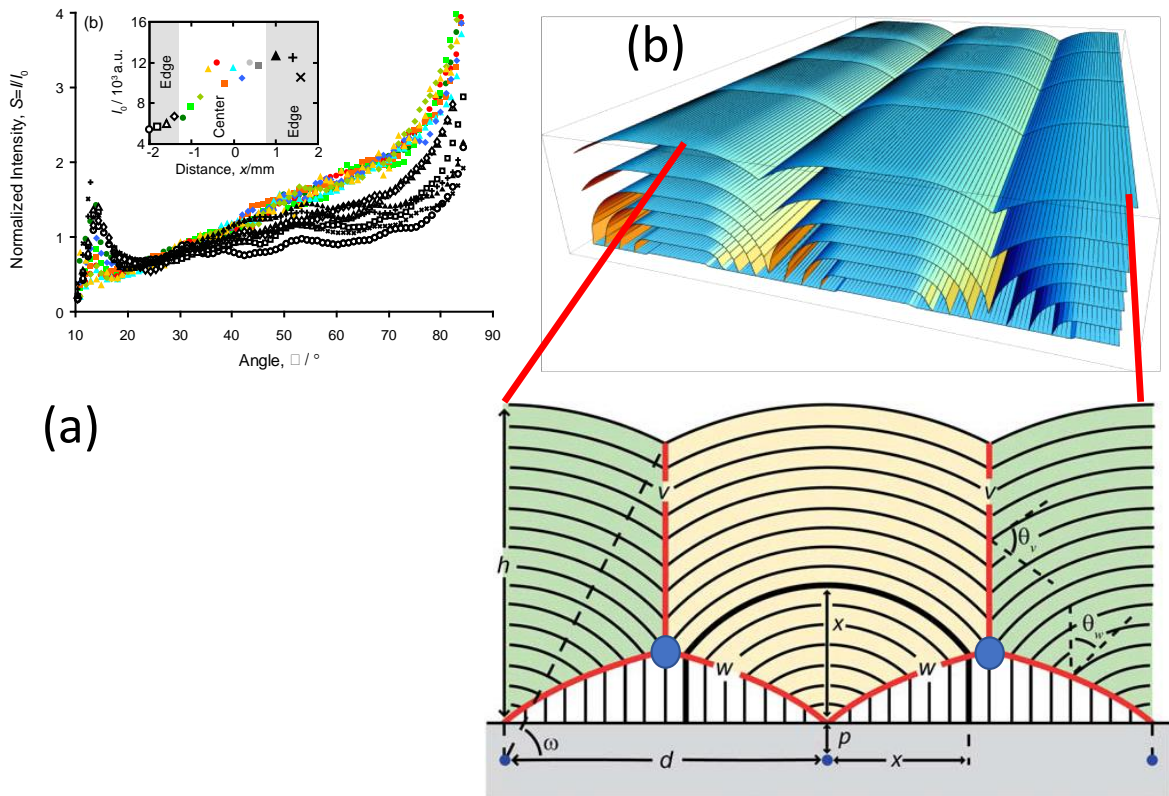 (b)
Normalized Intensity, S=I/I₀
4
3
2
1
0
10
20
30
40
50
60
70
80
90
Angle, □ / °
I₀ / 10³ a.u.
16
12
8
4
Edge
Center
Edge
-2
-1
0
1
2
Distance, x/mm
(b)
(a)
h
v
v
θᵥ
x
θ_w
w
w
p
ω
d
x